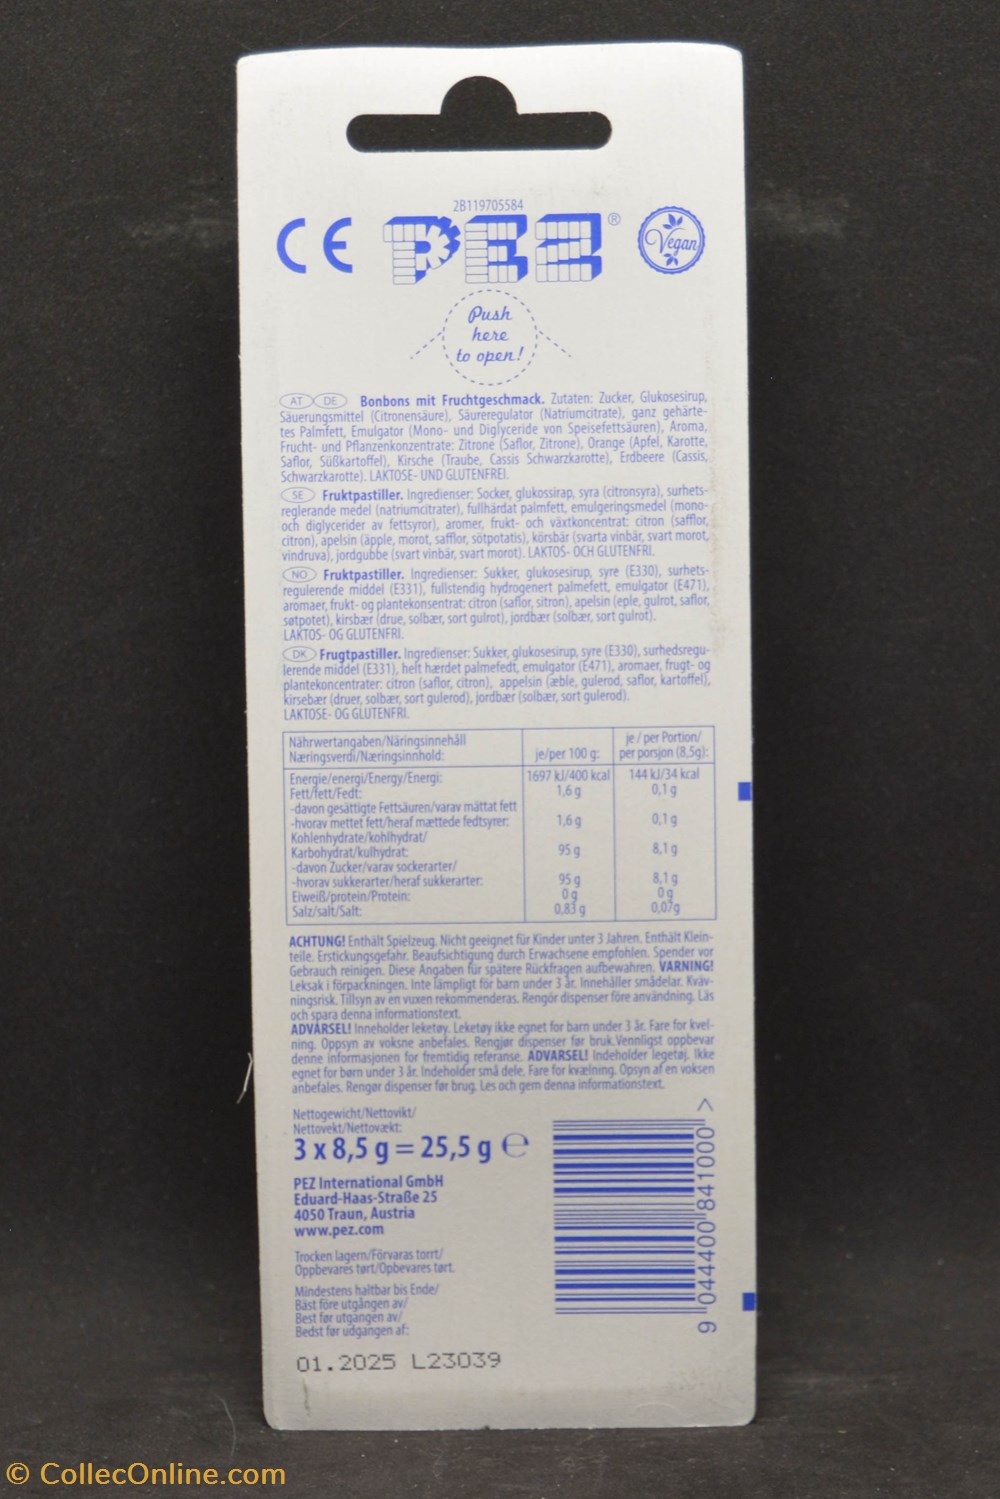 2B119705584
CE PEZ ® Vegan
Push
here
to open!
AT DE Bonbons mit Fruchtgeschmack. Zutaten: Zucker, Glukosesirup,
Säuerungsmittel (Citronensäure), Säureregulator (Natriumcitrate), ganz gehärte-
tes Palmfett, Emulgator (Mono- und Diglyceride von Speisefettsäuren), Aroma,
Frucht- und Pflanzenkonzentrate: Zitrone (Saflor, Zitrone), Orange (Apfel, Karotte,
Saflor, Süßkartoffel), Kirsche (Traube, Cassis Schwarzkarotte), Erdbeere (Cassis,
Schwarzkarotte). LAKTOSE- UND GLUTENFREI.
SE Fruktpastiller. Ingredienser: Socker, glukossirap, syra (citronsyra), surhets-
reglerande medel (natriumcitrater), fullhärdat palmfett, emulgeringsmedel (mono-
och diglycerider av fettsyror), aromer, frukt- och växtkoncentrat: citron (safflor,
citron), apelsin (äpple, morot, safflor, sötpotatis), körsbär (svarta vinbär, svart morot,
vindruva), jordgubbe (svart vinbär, svart morot). LAKTOS- OCH GLUTENFRI.
NO Fruktpastiller. Ingredienser: Sukker, glukosesirup, syre (E330), surhets-
regulerende middel (E331), fullstendig hydrogenert palmefett, emulgator (E471),
aromaer, frukt- og plantekonsentrat: citron (saflor, sitron), apelsin (eple, gulrot, saflor,
søtpotet), kirsbær (drue, solbær, sort gulrot), jordbær (solbær, sort gulrot).
LAKTOS- OG GLUTENFRI.
DK Frugtpastiller. Ingredienser: Sukker, glukosesirup, syre (E330), surhedsregu-
lerende middel (E331), helt hærdet palmefedt, emulgator (E471), aromaer, frugt- og
plantekoncentrater: citron (saflor, citron), appelsin (æble, gulerod, saflor, kartoffel),
kirsebær (druer, solbær, sort gulerod), jordbær (solbær, sort gulerod).
LAKTOSE- OG GLUTENFRI.
Nährwertangaben/Näringsinnehåll
Næringsverdi/Næringsinnhold: je/per 100 g: je / per Portion/
per porsjon (8,5g):
Energie/energi/Energy/Energi: 1697 kJ/400 kcal 144 kJ/34 kcal
Fett/fett/Fedt: 1,6 g 0,1 g
-davon gesättigte Fettsäuren/varav mättat fett
-hvorav mettet fett/heraf mættede fedtsyrer: 1,6 g 0,1 g
Kohlenhydrate/kohlhydrat/
Karbohydrat/kulhydrat: 95 g 8,1 g
-davon Zucker/varav sockerarter/
-hvorav sukkerarter/heraf sukkerarter: 95 g 8,1 g
Eiweiß/protein/Protein: 0 g 0 g
Salz/salt/Salt: 0,83 g 0,07g
ACHTUNG! Enthält Spielzeug. Nicht geeignet für Kinder unter 3 Jahren. Enthält Klein-
teile. Erstickungsgefahr. Beaufsichtigung durch Erwachsene empfohlen. Spender vor
Gebrauch reinigen. Diese Angaben für spätere Rückfragen aufbewahren. VARNING!
Leksak i förpackningen. Inte lämpligt för barn under 3 år. Innehåller smådelar. Kväv-
ningsrisk. Tillsyn av en vuxen rekommenderas. Rengör dispenser före användning. Läs
och spara denna informationstext.
ADVARSEL! Inneholder leketøy. Leketøy ikke egnet for barn under 3 år. Fare for kvel-
ning. Oppsyn av voksne anbefales. Rengjør dispenser før bruk.Vennligst oppbevar
denne informasjonen for fremtidig referanse. ADVARSEL! Indeholder legetøj. Ikke
egnet for børn under 3 år. Indeholder små dele. Fare for kvælning. Opsyn af en voksen
anbefales. Rengør dispenser før brug. Les och gem denna informationstext.
Nettogewicht/Nettovikt/
Nettovekt/Nettovækt:
3 x 8,5 g = 25,5 g ℮
PEZ International GmbH
Eduard-Haas-Straße 25
4050 Traun, Austria
www.pez.com
Trocken lagern/Förvaras torrt/
Oppbevares tørt/Opbevares tørt.
Mindestens haltbar bis Ende/
Bäst före utgången av/
Best før utgången av/
Bedst før udgangen af:
01.2025 L23039
9 044400 841000 >
© CollecOnline.com